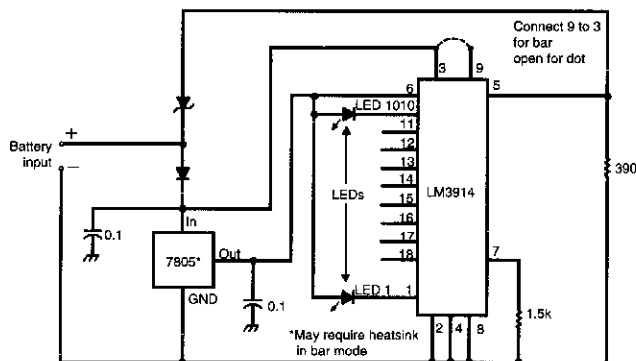 Connect 9 to 3
for bar
open for dot
3
9
6
5
LED 10
10
11
12
13
14
15
16
17
18
LEDs
LM3914
390
+
Battery
input
–
In
0.1
7805*
Out
GND
0.1
LED 1
1
7
1.5k
2
4
8
*May require heatsink
in bar mode